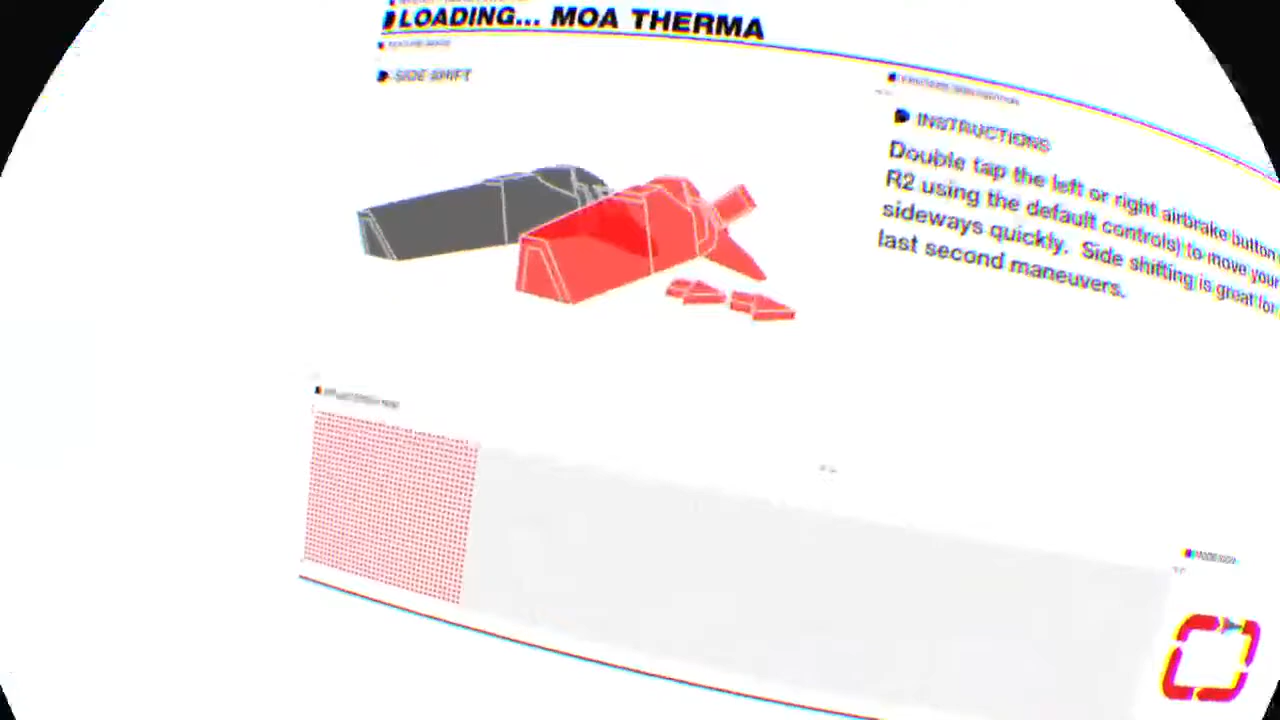 LOADING... MOA THERMA
SIDE SHIFT
INSTRUCTIONS
Double tap the left or right airbrake button
R2 using the default controls) to move your
sideways quickly. Side shifting is great for
last second maneuvers.